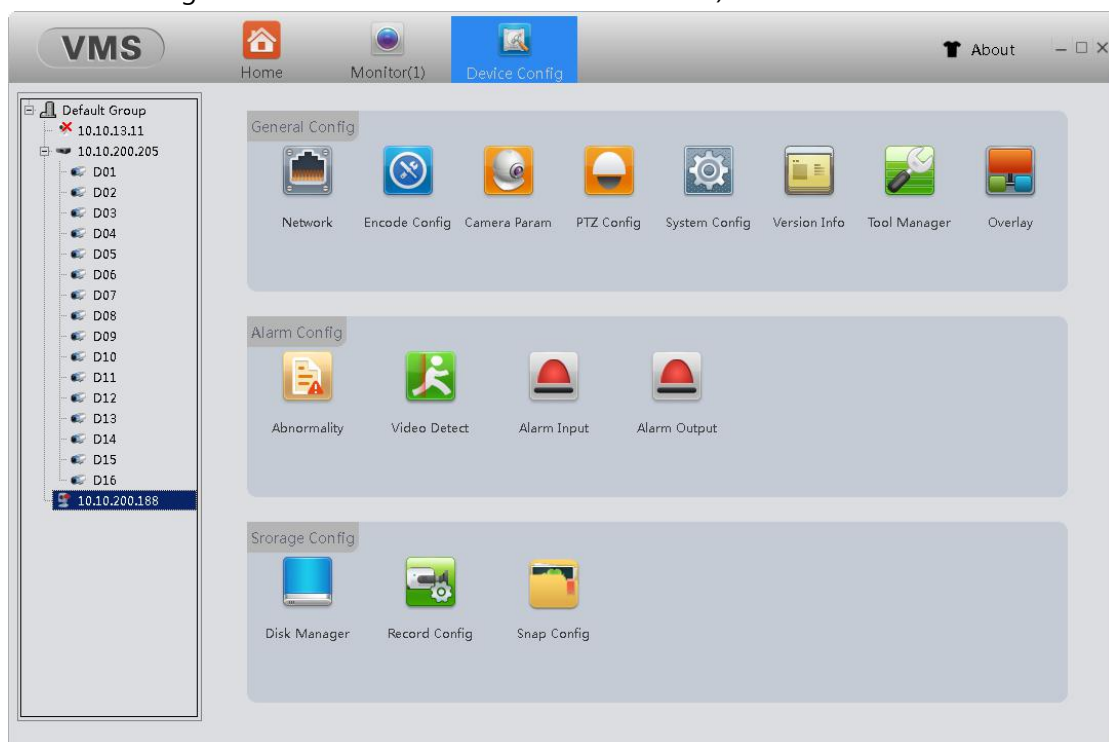 VMS
Home
Monitor(1)
Device Config
About
Default Group
10.10.13.11
10.10.200.205
D01
D02
D03
D04
D05
D06
D07
D08
D09
D10
D11
D12
D13
D14
D15
D16
10.10.200.188
General Config
Network
Encode Config
Camera Param
PTZ Config
System Config
Version Info
Tool Manager
Overlay
Alarm Config
Abnormality
Video Detect
Alarm Input
Alarm Output
Srorage Config
Disk Manager
Record Config
Snap Config